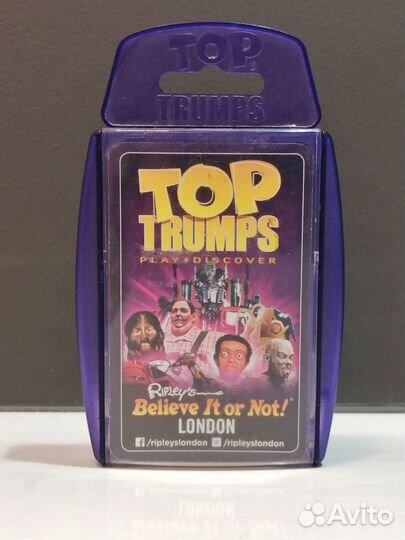 TOP
TRUMPS
TOP
TRUMPS
PLAY DISCOVER
Ripley's
Believe It or Not!
LONDON
/ripleyslondon /ripleyslondon
Avito